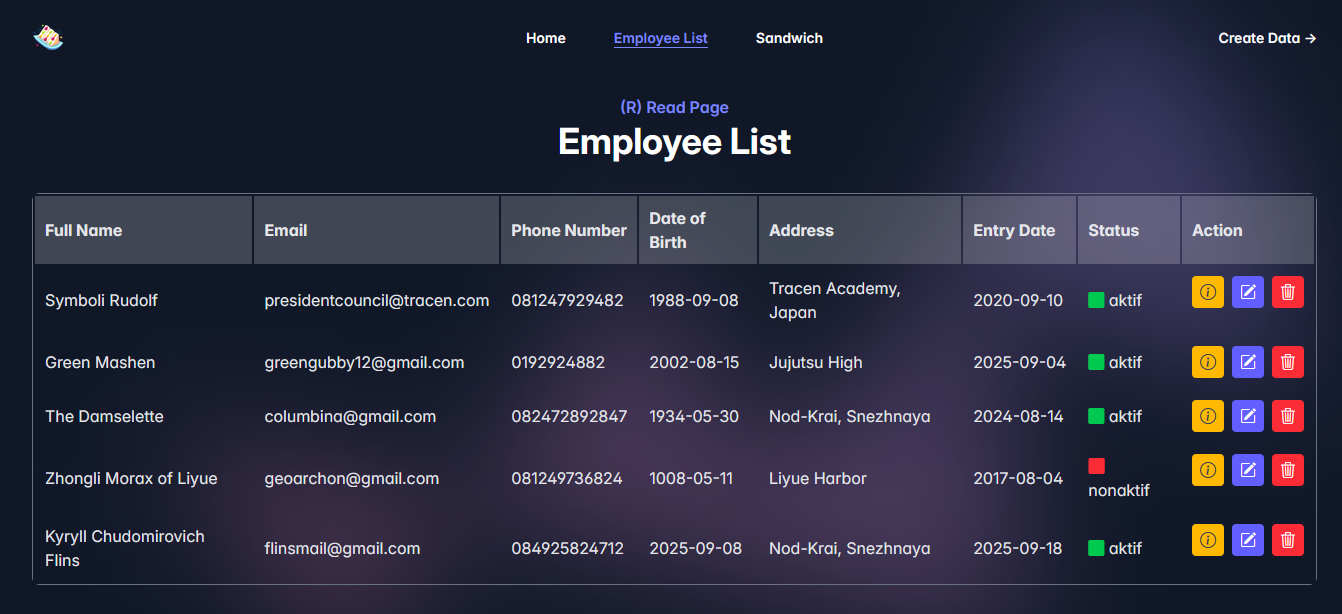 Home Employee List Sandwich Create Data →
(R) Read Page
Employee List
Full Name Email Phone Number Date of Birth Address Entry Date Status Action
Symboli Rudolf presidentcouncil@tracen.com 081247929482 1988-09-08 Tracen Academy, Japan 2020-09-10 aktif
Green Mashen greengubby12@gmail.com 0192924882 2002-08-15 Jujutsu High 2025-09-04 aktif
The Damselette columbina@gmail.com 082472892847 1934-05-30 Nod-Krai, Snezhnaya 2024-08-14 aktif
Zhongli Morax of Liyue geoarchon@gmail.com 081249736824 1008-05-11 Liyue Harbor 2017-08-04 nonaktif
Kyryll Chudomirovich Flins flinsmail@gmail.com 084925824712 2025-09-08 Nod-Krai, Snezhnaya 2025-09-18 aktif